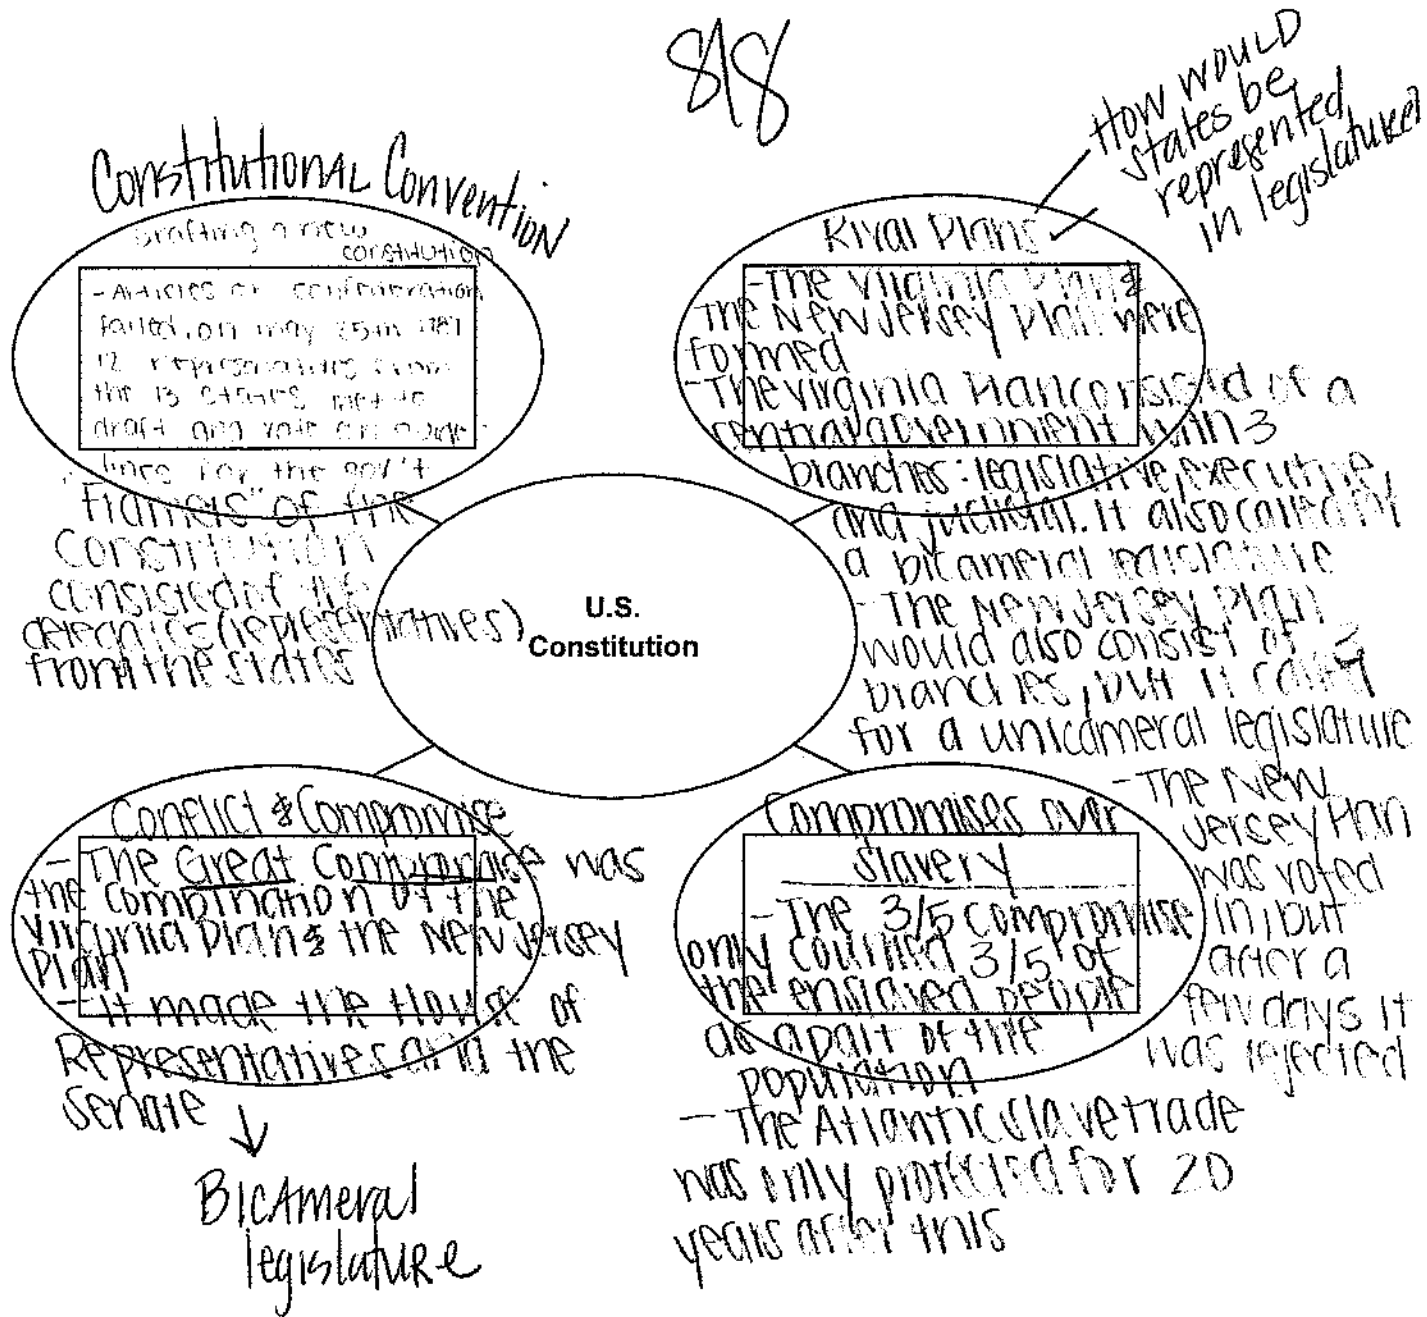 8/8
Constitutional Convention
Drafting a new
constitution
- Articles of confederation
failed, on may 25th 1787
12 representatives from
the 13 states met to
draft and vote on guide
lines for the gov't
"Framers" of the
Constitution
consisted of
delegates (representatives)
from the states
How would
states be
represented
in legislature?
Rival Plans
- The Virginia Plan &
the New Jersey Plan were
formed
- The Virginia Plan consisted of a
central government with 3
branches: legislative, executive,
and judicial. It also called for
a bicameral legislature
- The New Jersey Plan
would also consist of 3
branches, but it called
for a unicameral legislature
- The New
Jersey Plan
was voted
in, but
after a
few days it
was rejected
U.S.
Constitution
Conflict & Compromise
- The Great Compromise was
the combination of the
Virginia Plan & the New Jersey
Plan
- It made the House of
Representatives and the
Senate
Bicameral
legislature
Compromises over
Slavery
- The 3/5 compromise
only counted 3/5 of
the enslaved people
as a part of the
population
- The Atlantic slave trade
was only protected for 20
years after this